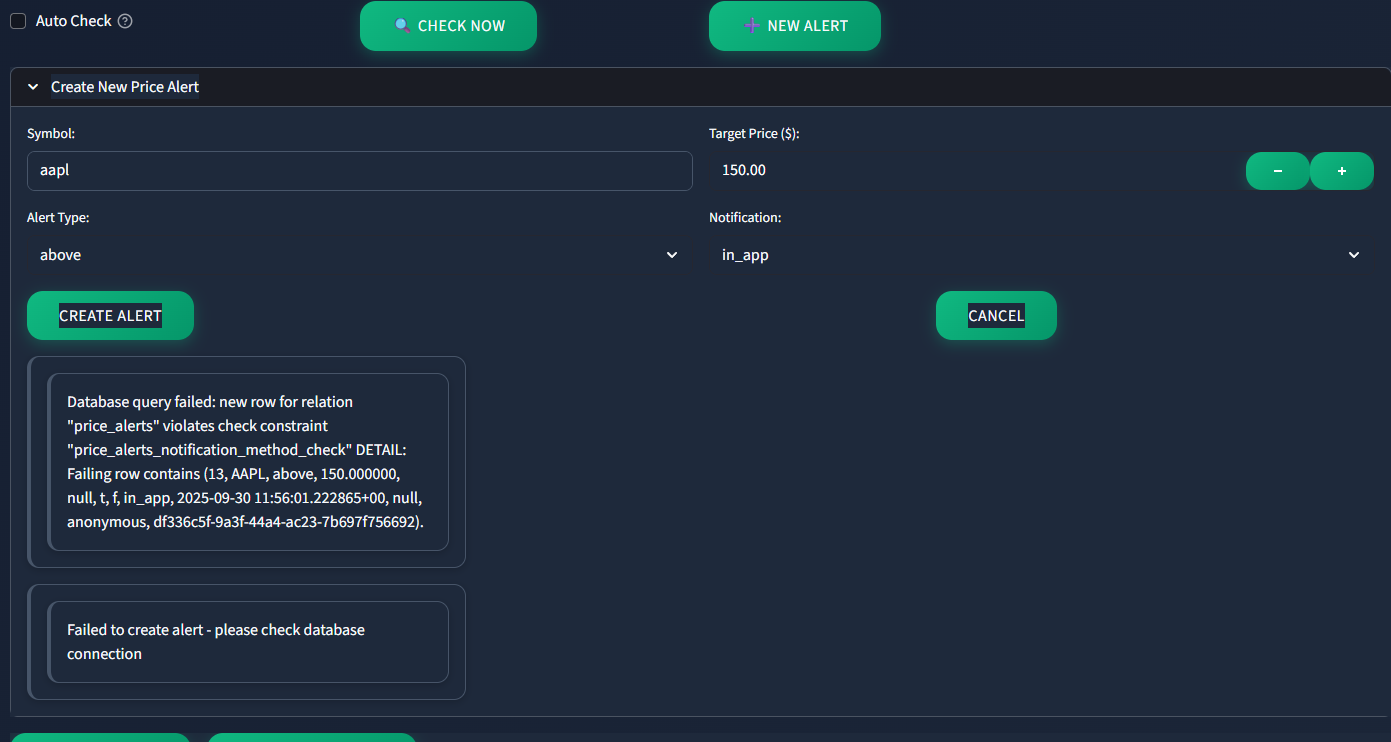 Auto Check
CHECK NOW
NEW ALERT
Create New Price Alert
Symbol:
Target Price ($):
aapl
150.00
Alert Type:
Notification:
above
in_app
CREATE ALERT
CANCEL
Database query failed: new row for relation
"price_alerts" violates check constraint
"price_alerts_notification_method_check" DETAIL:
Failing row contains (13, AAPL, above, 150.000000,
null, t, f, in_app, 2025-09-30 11:56:01.222865+00, null,
anonymous, df336c5f-9a3f-44a4-ac23-7b697f756692).
Failed to create alert - please check database
connection